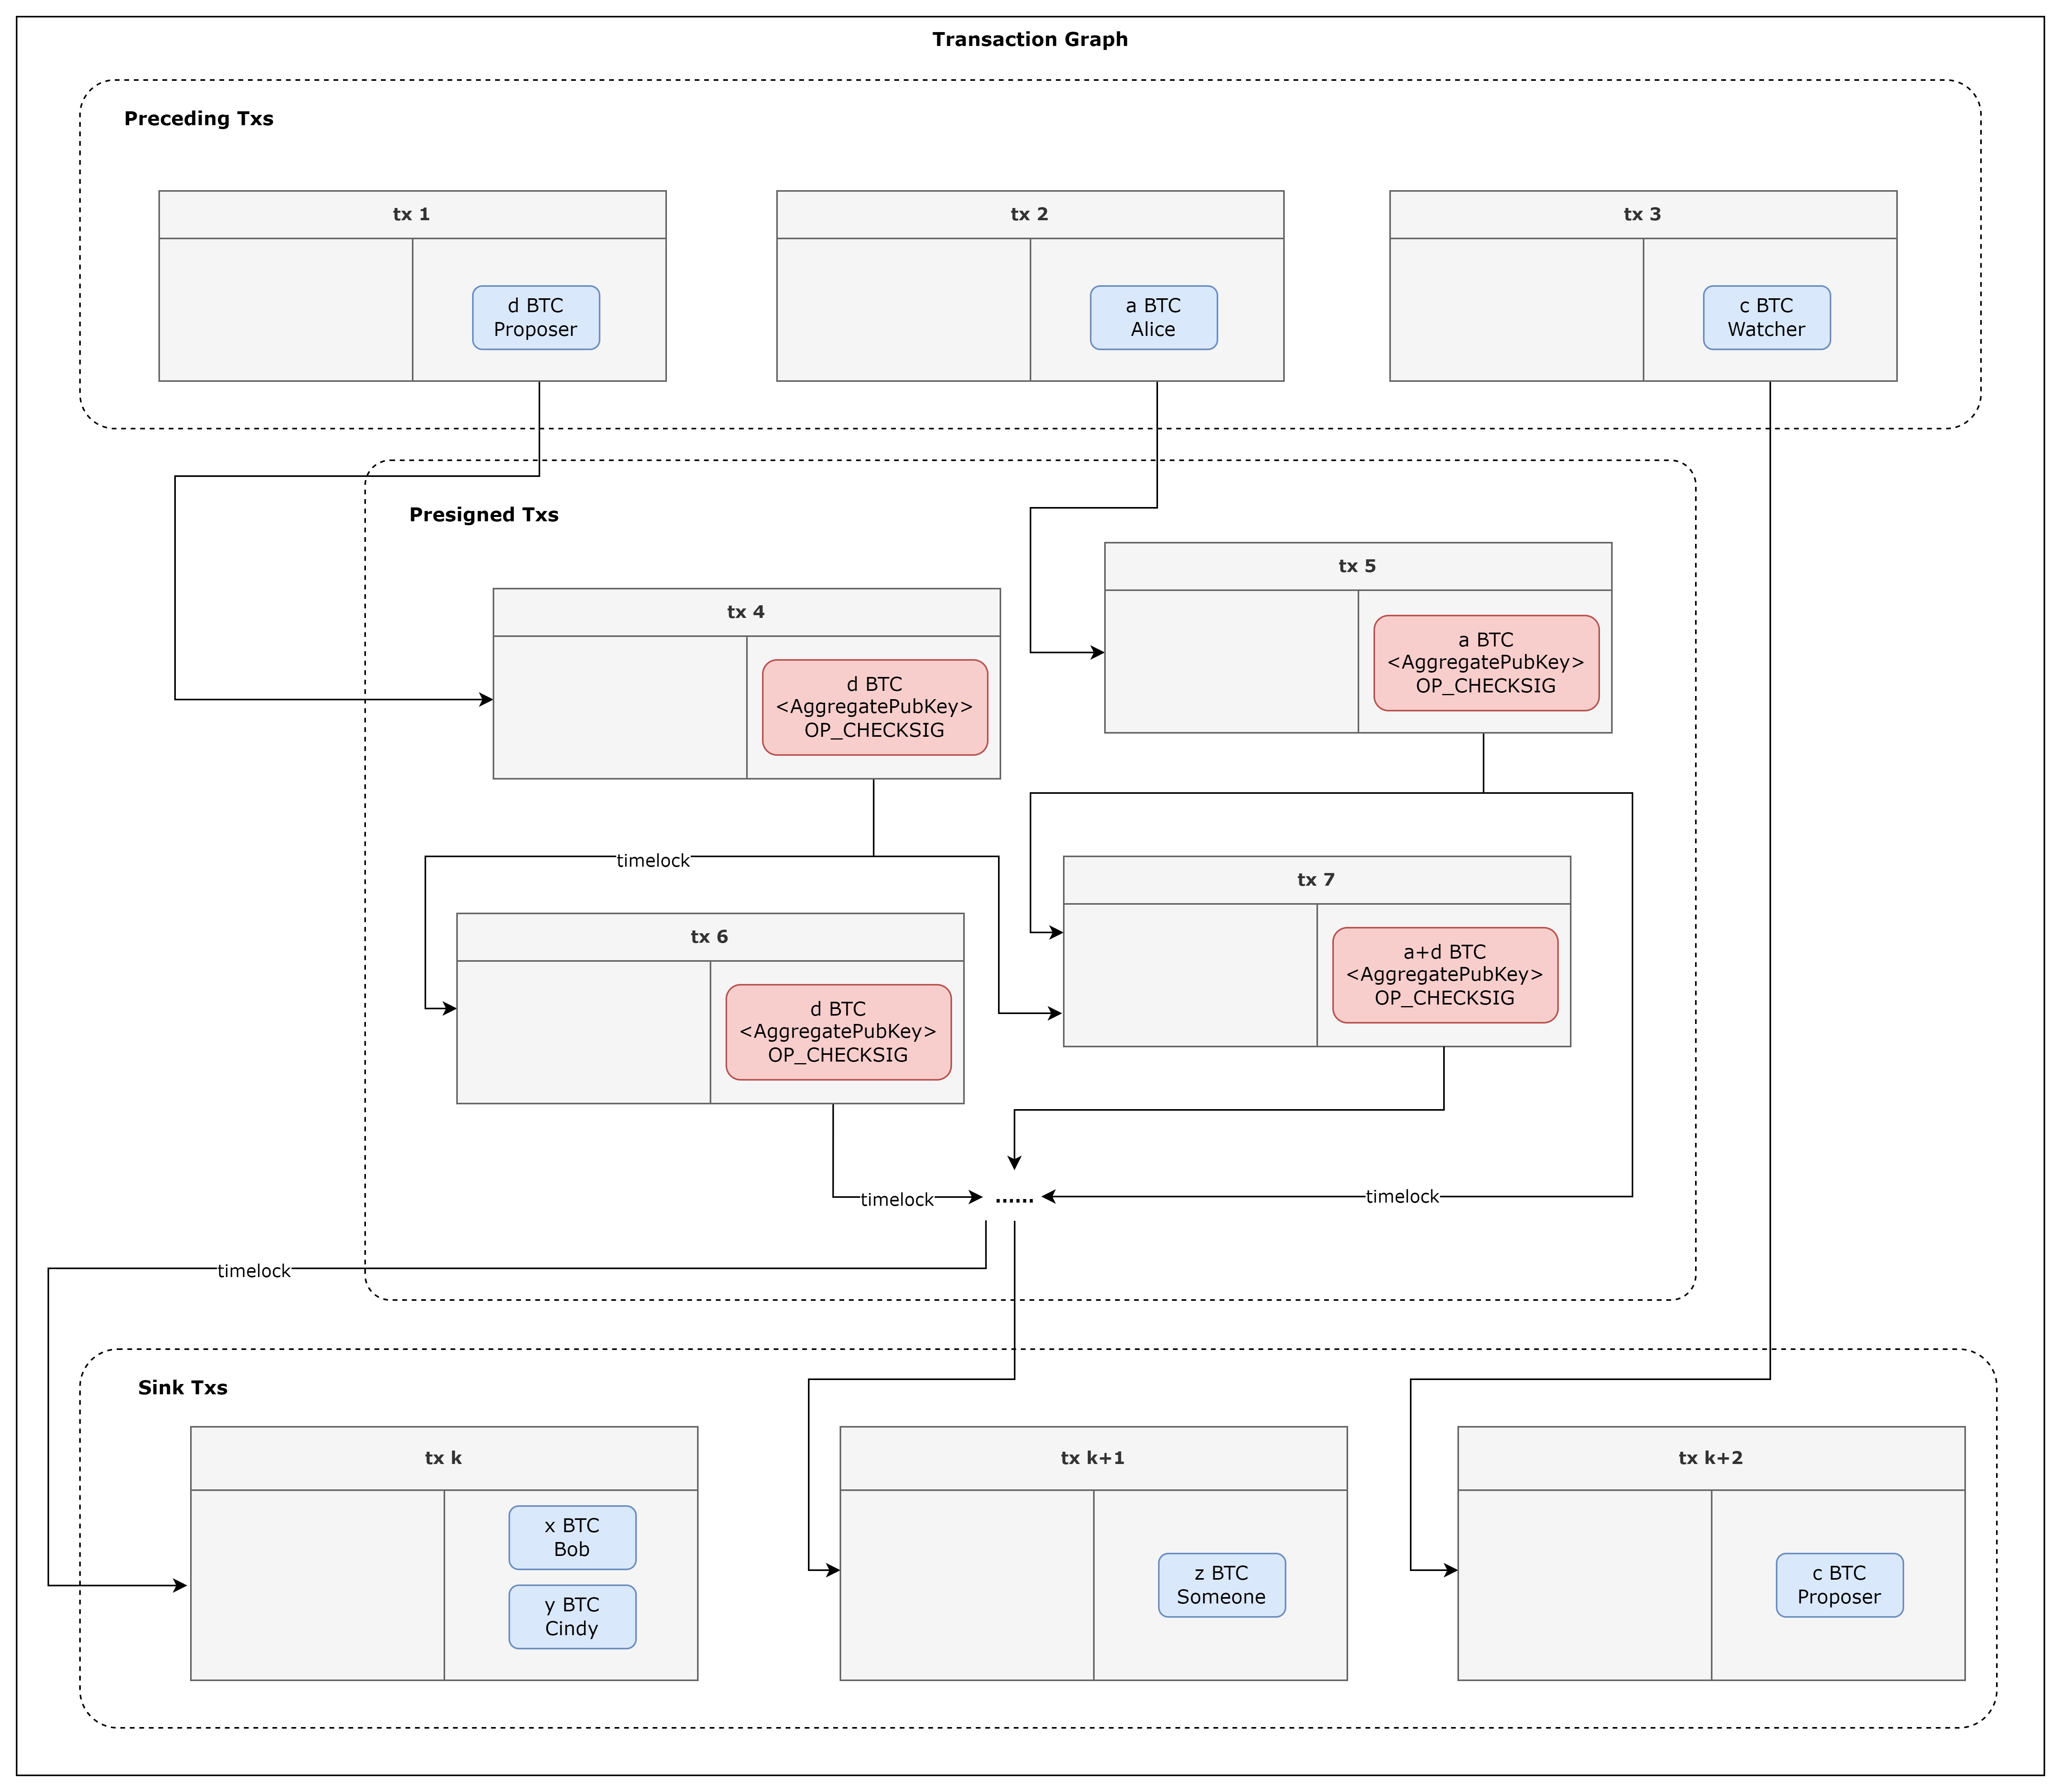 Transaction Graph
Preceding Txs
tx 1
d BTC
Proposer
tx 2
a BTC
Alice
tx 3
c BTC
Watcher
Presigned Txs
tx 4
d BTC
<AggregatePubKey>
OP_CHECKSIG
tx 5
a BTC
<AggregatePubKey>
OP_CHECKSIG
timelock
tx 6
d BTC
<AggregatePubKey>
OP_CHECKSIG
tx 7
a+d BTC
<AggregatePubKey>
OP_CHECKSIG
timelock
......
timelock
timelock
Sink Txs
tx k
x BTC
Bob
y BTC
Cindy
tx k+1
z BTC
Someone
tx k+2
c BTC
Proposer